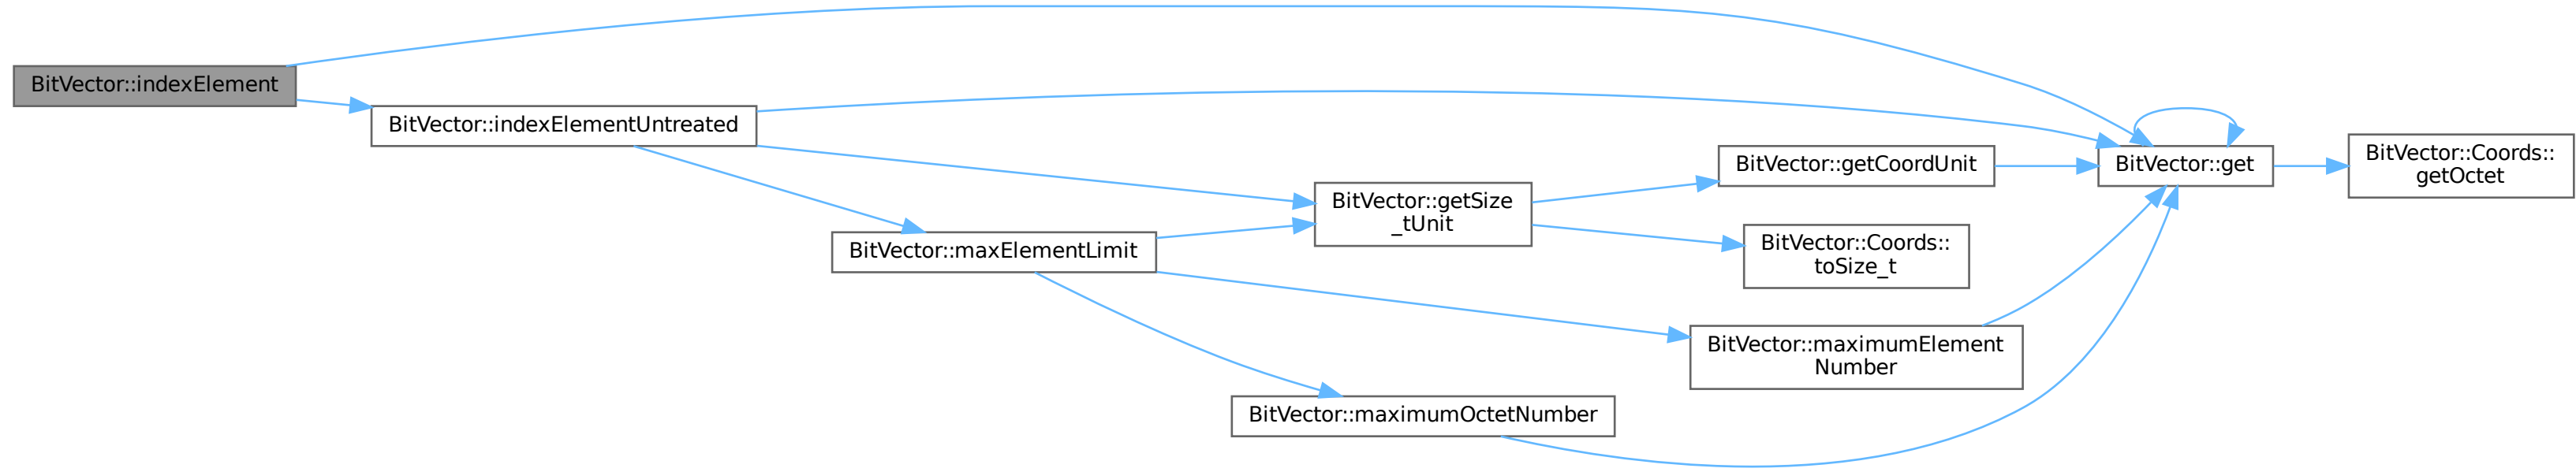 BitVector::indexElement
BitVector::indexElementUntreated
BitVector::maxElementLimit
BitVector::getSize
_tUnit
BitVector::getCoordUnit
BitVector::Coords::
toSize_t
BitVector::maximumElement
Number
BitVector::maximumOctetNumber
BitVector::get
BitVector::Coords::
getOctet